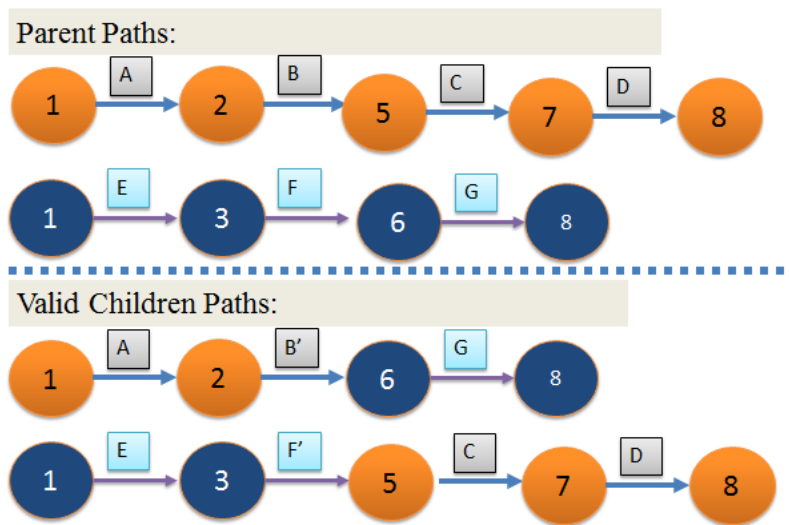 Parent Paths:
A B C D
1 2 5 7 8
E F G
1 3 6 8
Valid Children Paths:
A B’ G
1 2 6 8
E F’ C D
1 3 5 7 8